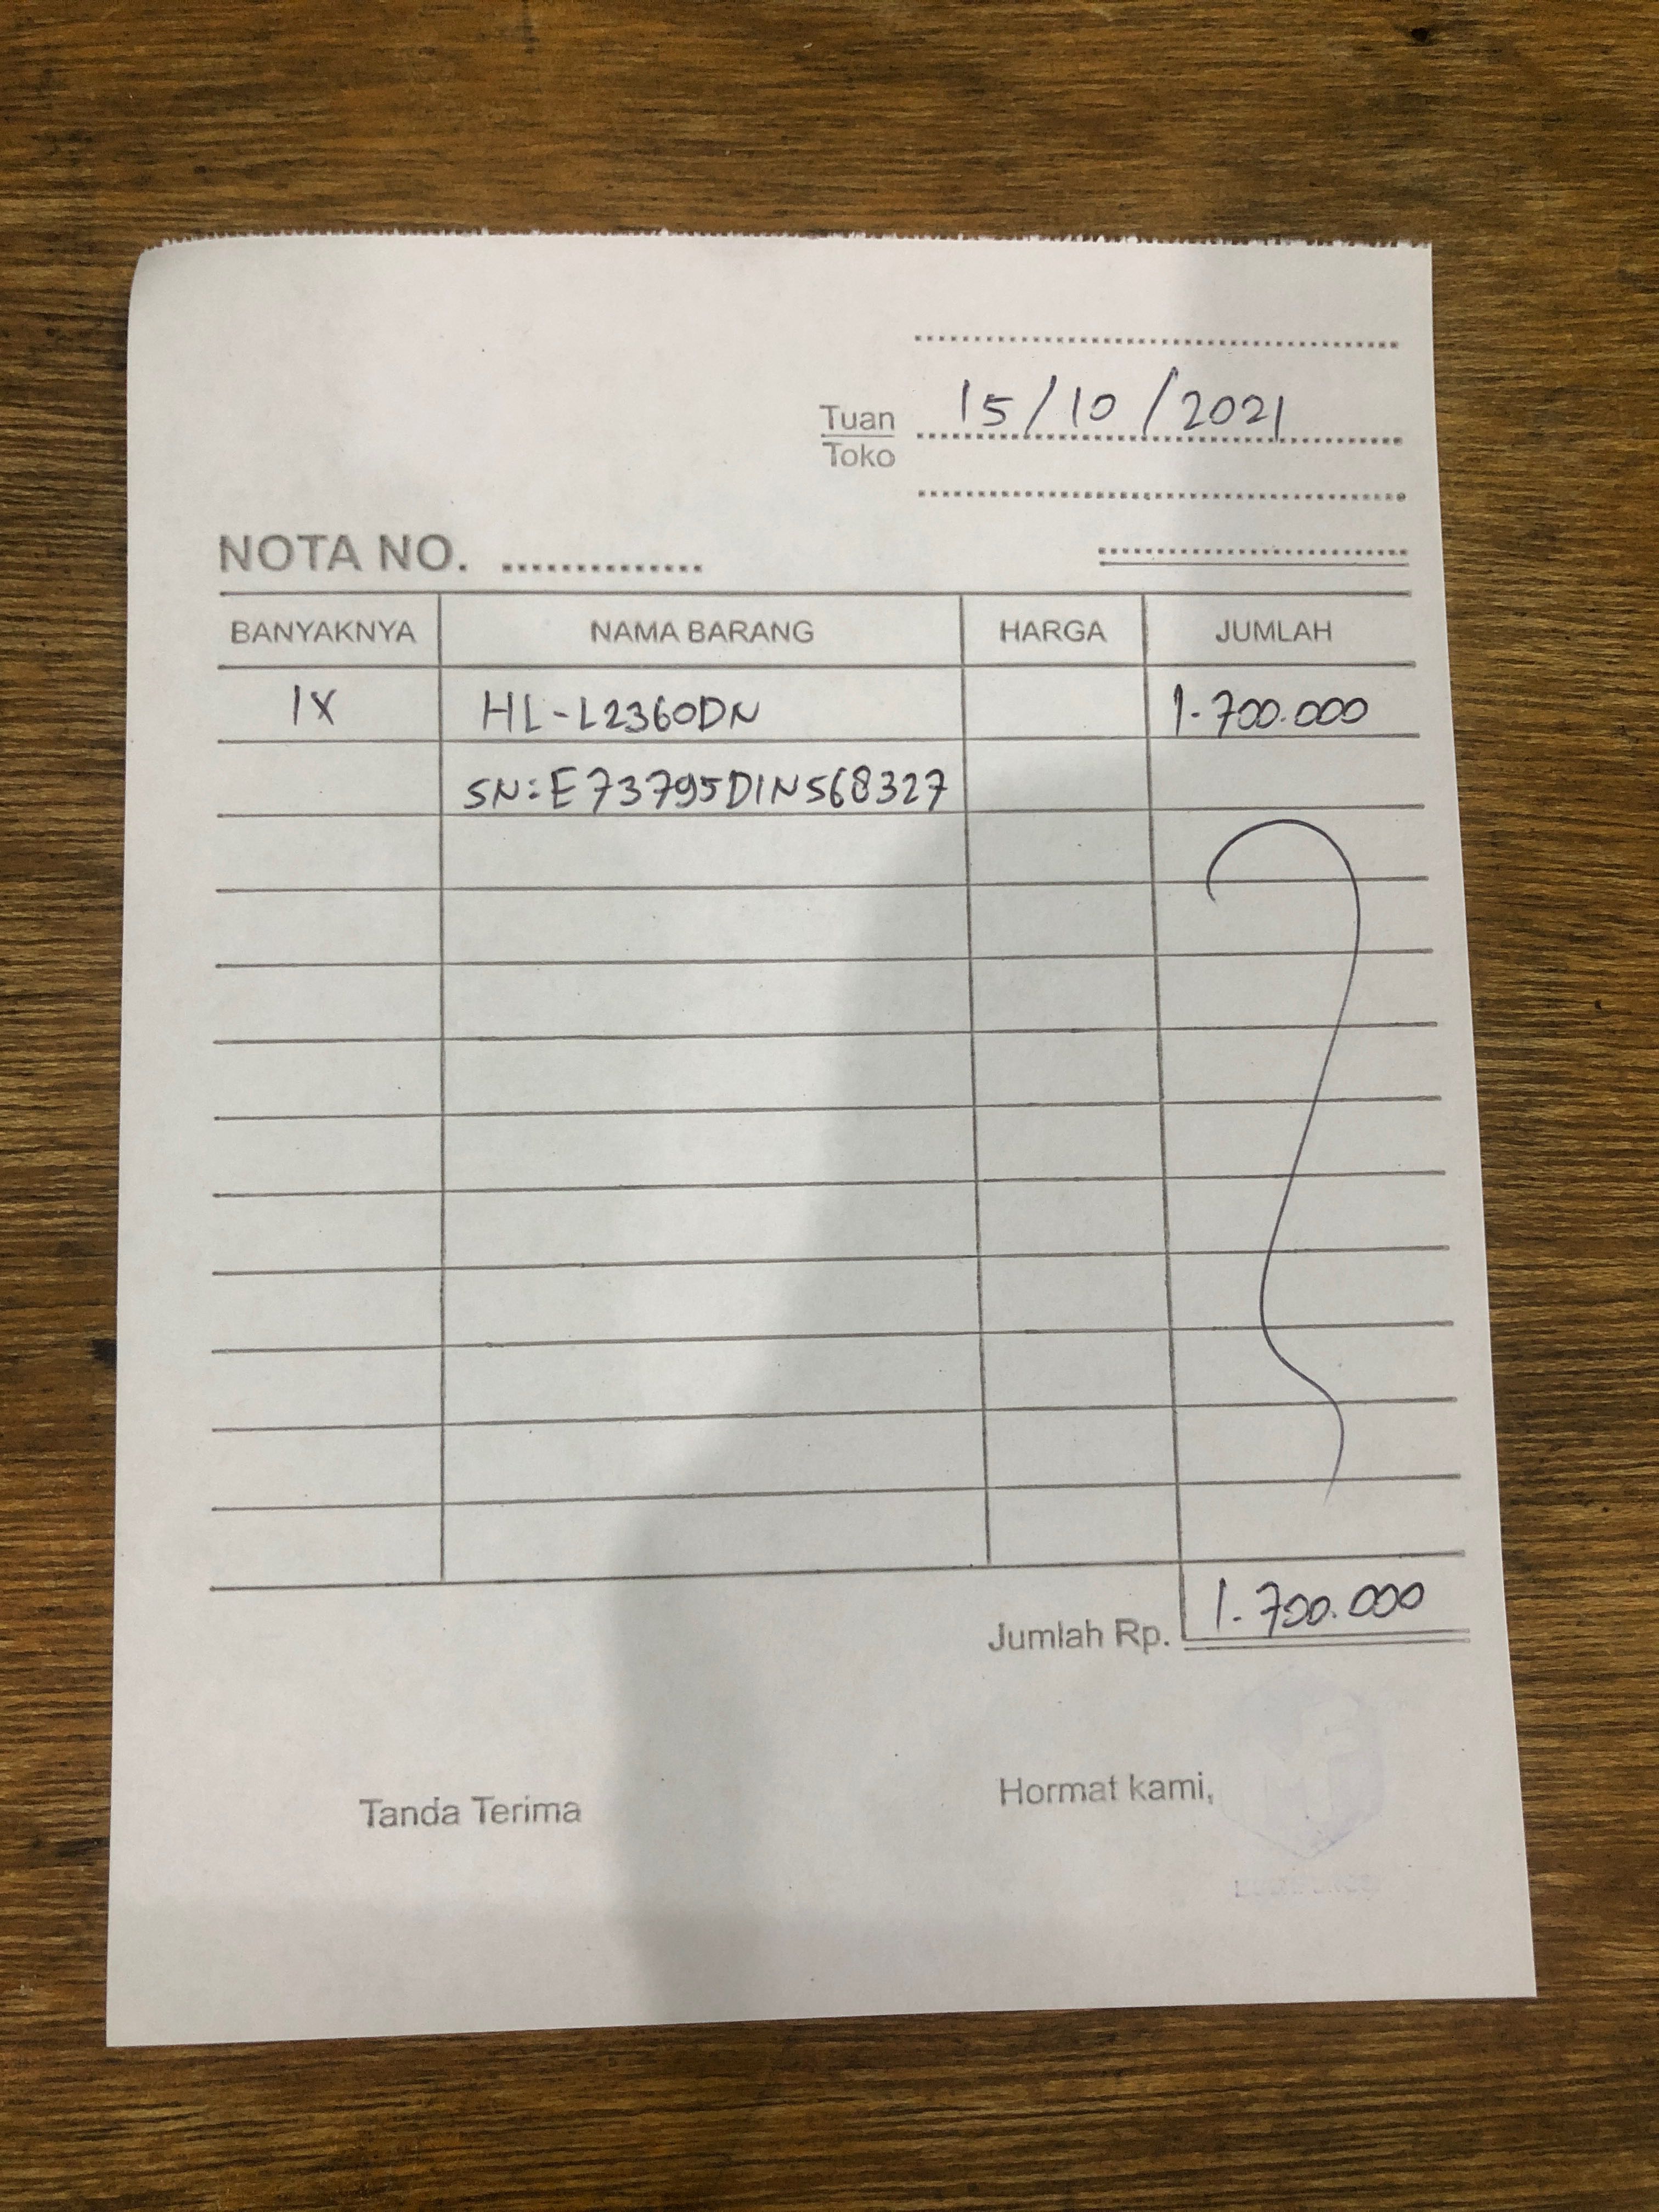 15/10/2021
Tuan
Toko
NOTA NO. ..............
BANYAKNYA NAMA BARANG HARGA JUMLAH
1X HL-L2360DN 1.700.000
SN:E73795D1N568327
Jumlah Rp. 1.700.000
Tanda Terima Hormat kami,